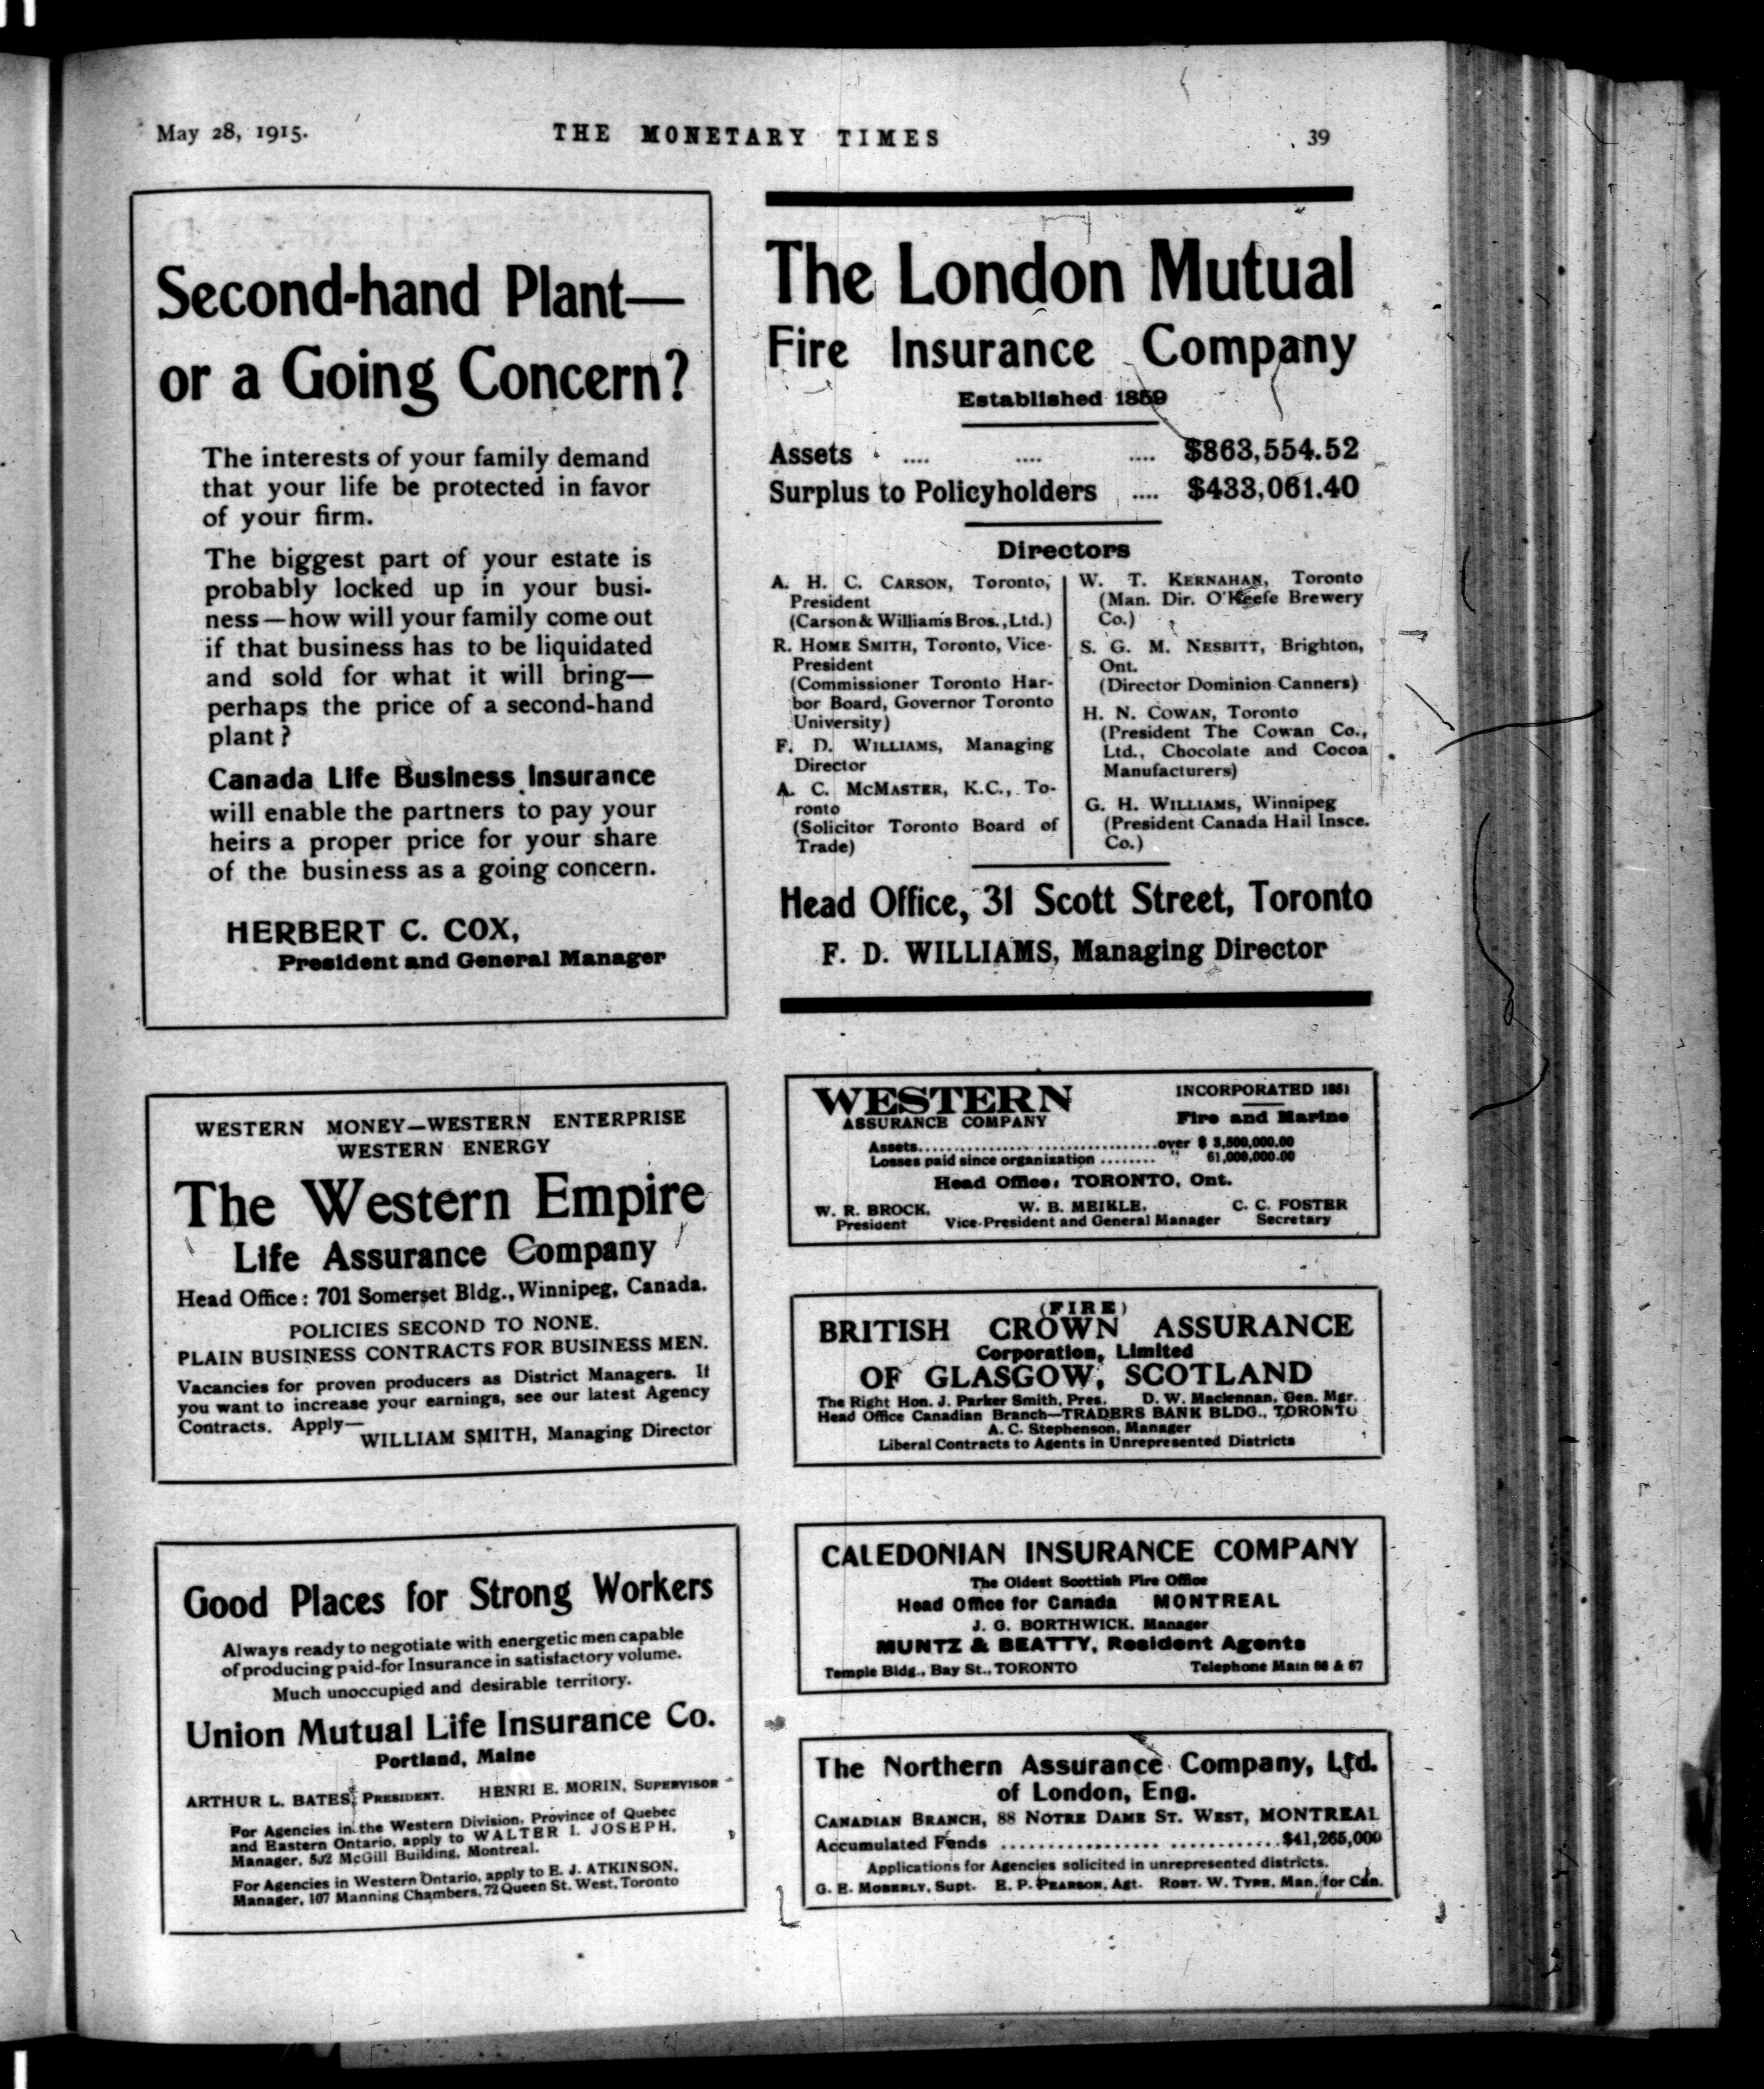 May 28, 1915.
THE MONETARY TIMES
39
Second-hand Plant—
or a Going Concern?
The interests of your family demand
that your life be protected in favor
of your firm.
The biggest part of your estate is
probably locked up in your busi-
ness—how will your family come out
if that business has to be liquidated
and sold for what it will bring—
perhaps the price of a second-hand
plant?
Canada Life Business Insurance
will enable the partners to pay your
heirs a proper price for your share
of the business as a going concern.
HERBERT C. COX,
President and General Manager
WESTERN MONEY—WESTERN ENTERPRISE
WESTERN ENERGY
The Western Empire
Life Assurance Company
Head Office: 701 Somerset Bldg., Winnipeg, Canada.
POLICIES SECOND TO NONE.
PLAIN BUSINESS CONTRACTS FOR BUSINESS MEN.
Vacancies for proven producers as District Managers. If
you want to increase your earnings, see our latest Agency
Contracts. Apply—
WILLIAM SMITH, Managing Director
Good Places for Strong Workers
Always ready to negotiate with energetic men capable
of producing paid-for Insurance in satisfactory volume.
Much unoccupied and desirable territory.
Union Mutual Life Insurance Co.
Portland, Maine
ARTHUR L. BATES, PRESIDENT. HENRI E. MORIN, SUPERVISOR
For Agencies in the Western Division, Province of Quebec
and Eastern Ontario, apply to WALTER I. JOSEPH,
Manager, 502 McGill Building, Montreal.
For Agencies in Western Ontario, apply to E. J. ATKINSON,
Manager, 107 Manning Chambers, 72 Queen St. West, Toronto
The London Mutual
Fire Insurance Company
Established 1859
Assets .... .... .... $863,554.52
Surplus to Policyholders .... $433,061.40
Directors
A. H. C. CARSON, Toronto,
President
(Carson & Williams Bros., Ltd.)
R. HOME SMITH, Toronto, Vice-
President
(Commissioner Toronto Har-
bor Board, Governor Toronto
University)
F. D. WILLIAMS, Managing
Director
A. C. MCMASTER, K.C., To-
ronto
(Solicitor Toronto Board of
Trade)
W. T. KERNAHAN, Toronto
(Man. Dir. O'Keefe Brewery
Co.)
S. G. M. NESBITT, Brighton,
Ont.
(Director Dominion Canners)
H. N. COWAN, Toronto
(President The Cowan Co.,
Ltd., Chocolate and Cocoa
Manufacturers)
G. H. WILLIAMS, Winnipeg
(President Canada Hail Insce.
Co.)
Head Office, 31 Scott Street, Toronto
F. D. WILLIAMS, Managing Director
WESTERN
ASSURANCE COMPANY
INCORPORATED 1851
Fire and Marine
Assets........................................over $ 3,500,000.00
Losses paid since organization ........ " 61,000,000.00
Head Office: TORONTO, Ont.
W. R. BROCK, W. B. MEIKLE, C. C. FOSTER
President Vice-President and General Manager Secretary
(FIRE)
BRITISH CROWN ASSURANCE
Corporation, Limited
OF GLASGOW, SCOTLAND
The Right Hon. J. Parker Smith, Pres. D. W. Maclennan, Gen. Mgr.
Head Office Canadian Branch—TRADERS BANK BLDG., TORONTO
A. C. Stephenson, Manager
Liberal Contracts to Agents in Unrepresented Districts
CALEDONIAN INSURANCE COMPANY
The Oldest Scottish Fire Office
Head Office for Canada MONTREAL
J. G. BORTHWICK, Manager
MUNTZ & BEATTY, Resident Agents
Temple Bldg., Bay St., TORONTO Telephone Main 66 & 67
The Northern Assurance Company, Ltd.
of London, Eng.
CANADIAN BRANCH, 88 NOTRE DAME ST. WEST, MONTREAL
Accumulated Funds ............................$41,265,000
Applications for Agencies solicited in unrepresented districts.
G. E. MOBERLY, Supt. E. P. PEARSON, Agt. ROBT. W. TYRE, Man. for Can.